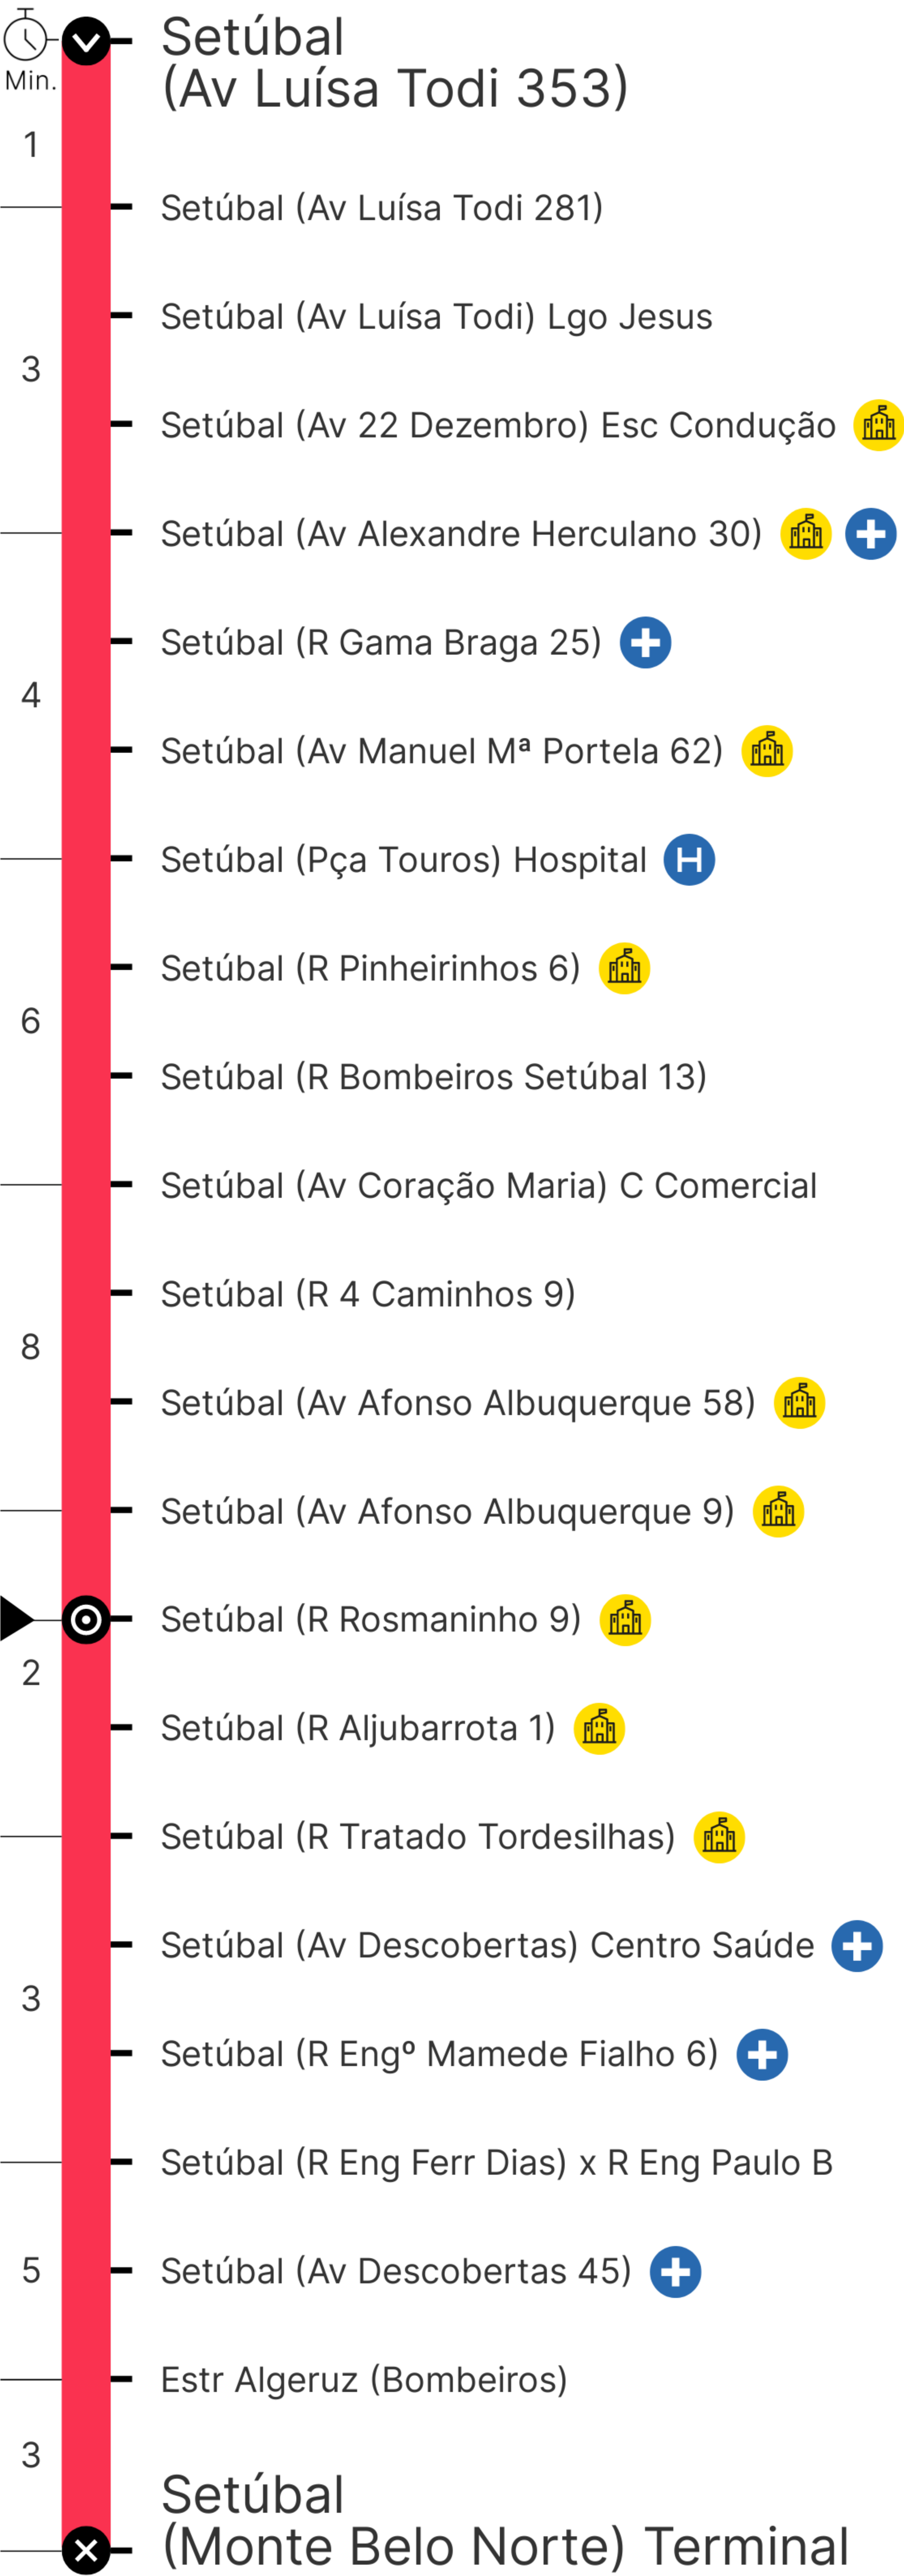 Setúbal
(Av Luísa Todi 353)
Min.
1
Setúbal (Av Luísa Todi 281)
Setúbal (Av Luísa Todi) Lgo Jesus
3
Setúbal (Av 22 Dezembro) Esc Condução
Setúbal (Av Alexandre Herculano 30)
Setúbal (R Gama Braga 25)
4
Setúbal (Av Manuel Mª Portela 62)
Setúbal (Pça Touros) Hospital H
Setúbal (R Pinheirinhos 6)
6
Setúbal (R Bombeiros Setúbal 13)
Setúbal (Av Coração Maria) C Comercial
Setúbal (R 4 Caminhos 9)
8
Setúbal (Av Afonso Albuquerque 58)
Setúbal (Av Afonso Albuquerque 9)
Setúbal (R Rosmaninho 9)
2
Setúbal (R Aljubarrota 1)
Setúbal (R Tratado Tordesilhas)
Setúbal (Av Descobertas) Centro Saúde
3
Setúbal (R Engº Mamede Fialho 6)
Setúbal (R Eng Ferr Dias) x R Eng Paulo B
5
Setúbal (Av Descobertas 45)
Estr Algeruz (Bombeiros)
3
Setúbal
(Monte Belo Norte) Terminal